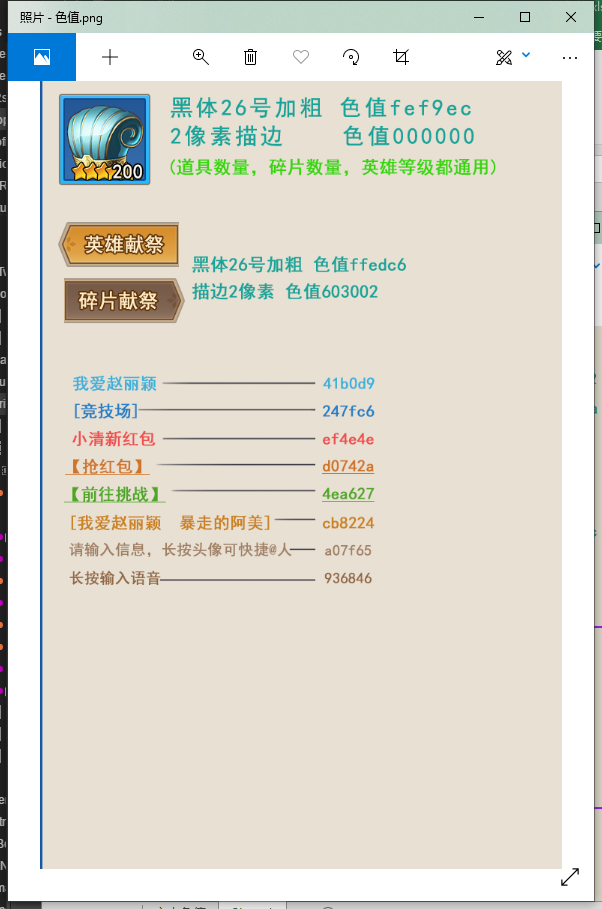 照片 - 色值.png
黑体26号加粗 色值fef9ec
2像素描边 色值000000
200
(道具数量，碎片数量，英雄等级都通用)
英雄献祭
黑体26号加粗 色值ffedc6
碎片献祭
描边2像素 色值603002
我爱赵丽颖 41b0d9
[竞技场] 247fc6
小清新红包 ef4e4e
【抢红包】 d0742a
【前往挑战】 4ea627
[我爱赵丽颖 暴走的阿美] cb8224
请输入信息，长按头像可快捷@人 a07f65
长按输入语音 936846